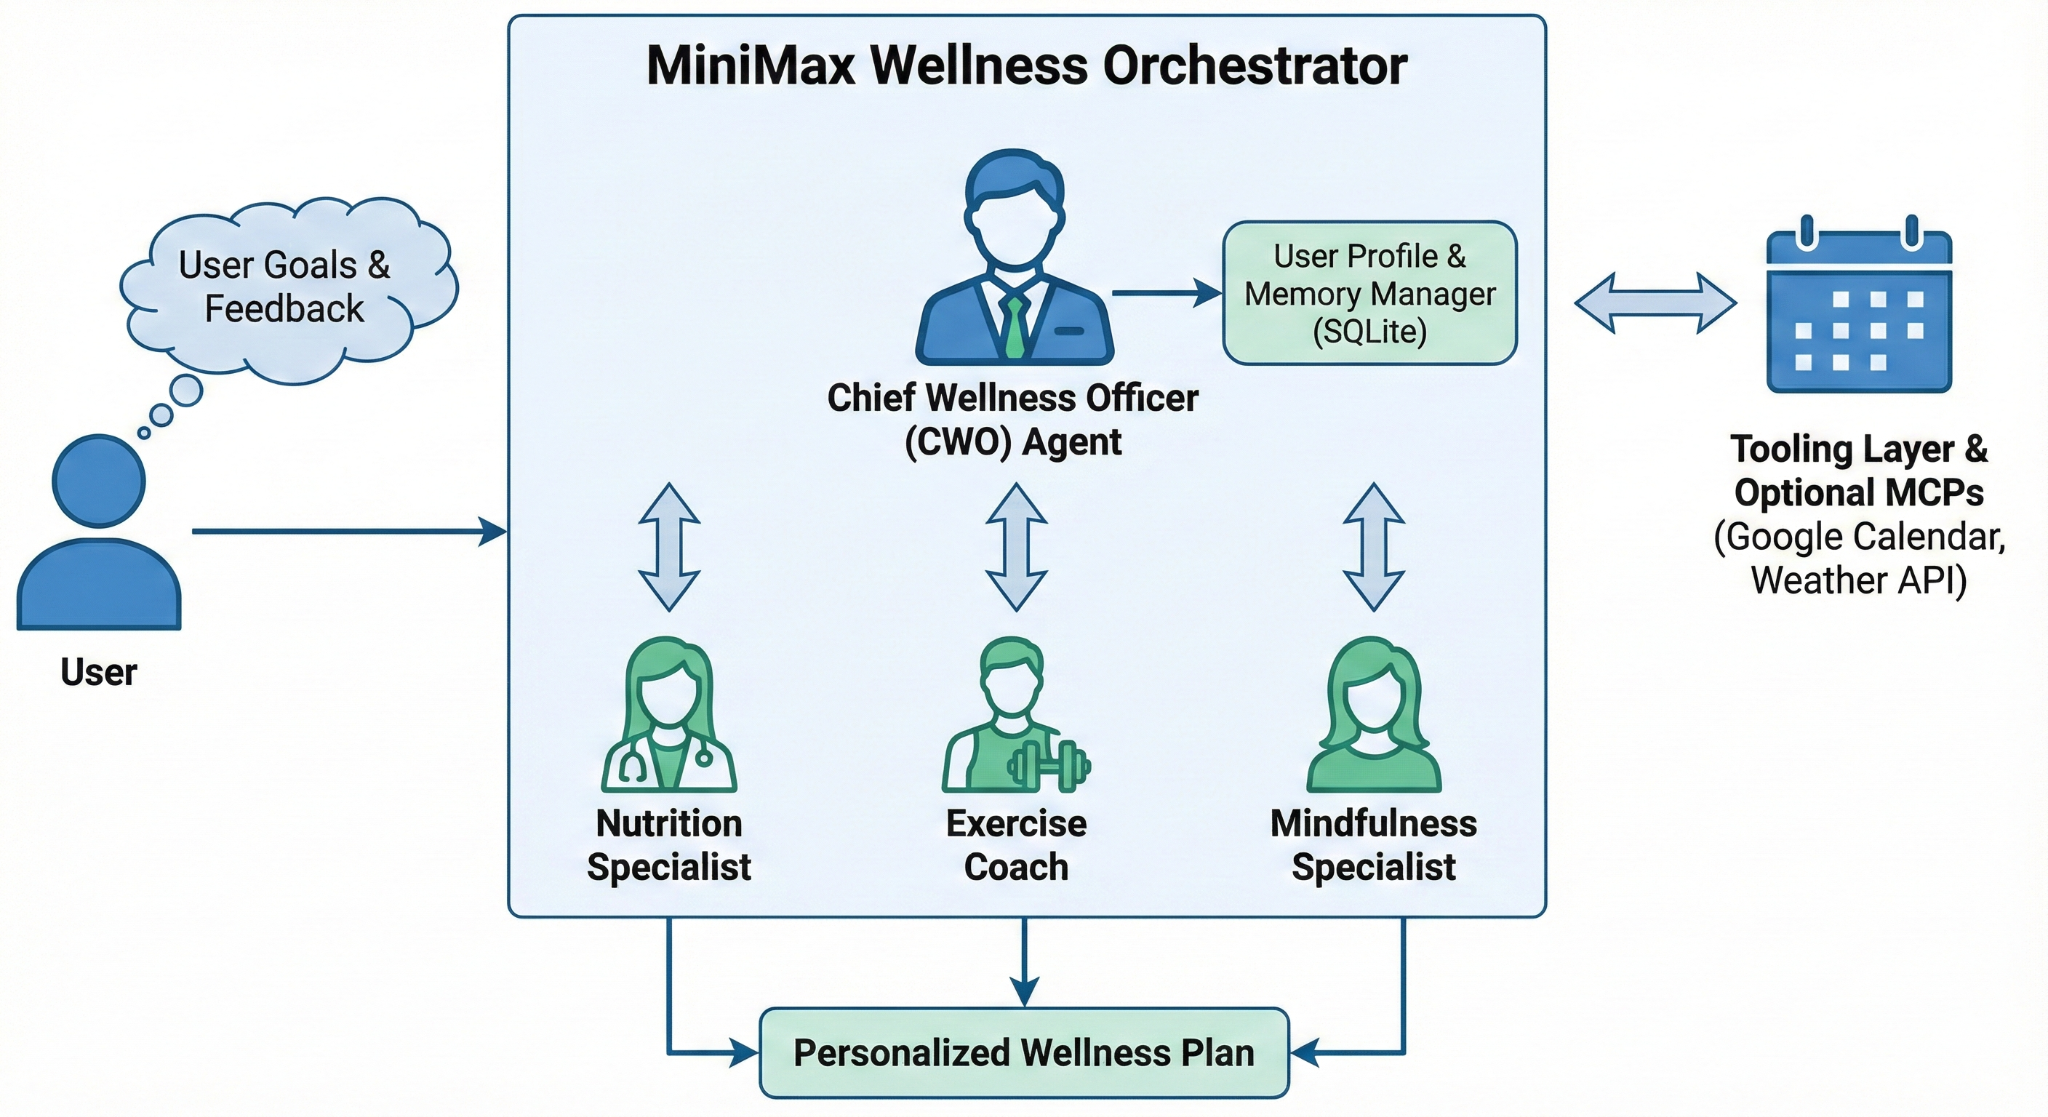 MiniMax Wellness Orchestrator
User Goals &
Feedback
User
Chief Wellness Officer
(CWO) Agent
User Profile &
Memory Manager
(SQLite)
Tooling Layer &
Optional MCPs
(Google Calendar,
Weather API)
Nutrition
Specialist
Exercise
Coach
Mindfulness
Specialist
Personalized Wellness Plan